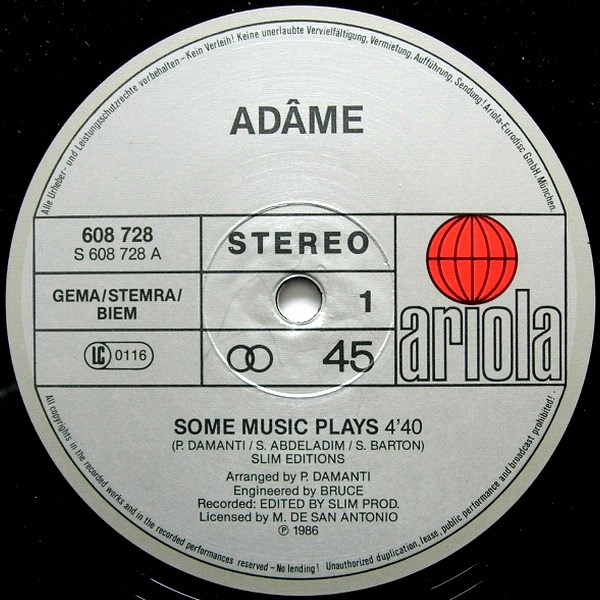 Alle Urheber- und Leistungsschutzrechte vorbehalten - Kein Verleih! Keine unerlaubte Vervielfältigung, Vermietung, Aufführung, Sendung! Ariola-Eurodisc GmbH, München.
ADÂME
608 728
S 608 728 A
STEREO
GEMA/STEMRA/
BIEM
1
LC 0116
45
ariola
SOME MUSIC PLAYS 4'40
(P. DAMANTI / S. ABDELADIM / S. BARTON)
SLIM EDITIONS
Arranged by P. DAMANTI
Engineered by BRUCE
Recorded: EDITED BY SLIM PROD.
Licensed by M. DE SAN ANTONIO
℗ 1986
All copyrights in the recorded works and in the recorded performances reserved - No lending! Unauthorized duplication, lease, public performance and broadcast prohibited!